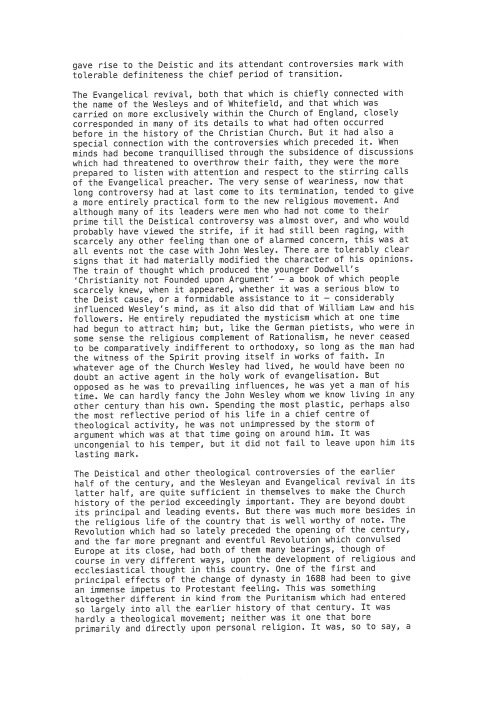 gave rise to the Deistic and its attendant controversies mark with
tolerable definiteness the chief period of transition.

The Evangelical revival, both that which is chiefly connected with
the name of the Wesleys and of Whitefield, and that which was
carried on more exclusively within the Church of England, closely
corresponded in many of its details to what had often occurred
before in the history of the Christian Church. But it had also a
special connection with the controversies which preceded it. When
minds had become tranquillised through the subsidence of discussions
which had threatened to overthrow their faith, they were the more
prepared to listen with attention and respect to the stirring calls
of the Evangelical preacher. The very sense of weariness, now that
long controversy had at last come to its termination, tended to give
a more entirely practical form to the new religious movement. And
although many of its leaders were men who had not come to their
prime till the Deistical controversy was almost over, and who would
probably have viewed the strife, if it had still been raging, with
scarcely any other feeling than one of alarmed concern, this was at
all events not the case with John Wesley. There are tolerably clear
signs that it had materially modified the character of his opinions.
The train of thought which produced the younger Dodwell's
‘Christianity not Founded upon Argument’ — a book of which people
scarcely knew, when it appeared, whether it was a serious blow to
the Deist cause, or a formidable assistance to it — considerably
influenced Wesley's mind, as it also did that of William Law and his
followers. He entirely repudiated the mysticism which at one time
had begun to attract him; but, like the German pietists, who were in
some sense the religious complement of Rationalism, he never ceased
to be comparatively indifferent to orthodoxy, so long as the man had
the witness of the Spirit proving itself in works of faith. In
whatever age of the Church Wesley had lived, he would have been no
doubt an active agent in the holy work of evangelisation. But
opposed as he was to prevailing influences, he was yet a man of his
time. We can hardly fancy the John Wesley whom we know living in any
other century than his own. Spending the most plastic, perhaps also
the most reflective period of his life in a chief centre of
theological activity, he was not unimpressed by the storm of
argument which was at that time going on around him. It was
uncongenial to his temper, but it did not fail to leave upon him its
lasting mark.

The Deistical and other theological controversies of the earlier
half of the century, and the Wesleyan and Evangelical revival in its
latter half, are quite sufficient in themselves to make the Church
history of the period exceedingly important. They are beyond doubt
its principal and leading events. But there was much more besides in
the religious life of the country that is well worthy of note. The
Revolution which had so lately preceded the opening of the century,
and the far more pregnant and eventful Revolution which convulsed
Europe at its close, had both of them many bearings, though of
course in very different ways, upon the development of religious and
ecclesiastical thought in this country. One of the first and
principal effects of the change of dynasty in 1688 had been to give
an immense impetus to Protestant feeling. This was something
altogether different in kind from the Puritanism which had entered
so largely into all the earlier history of that century. It was
hardly a theological movement; neither was it one that bore
primarily and directly upon personal religion. It was, so to say, a